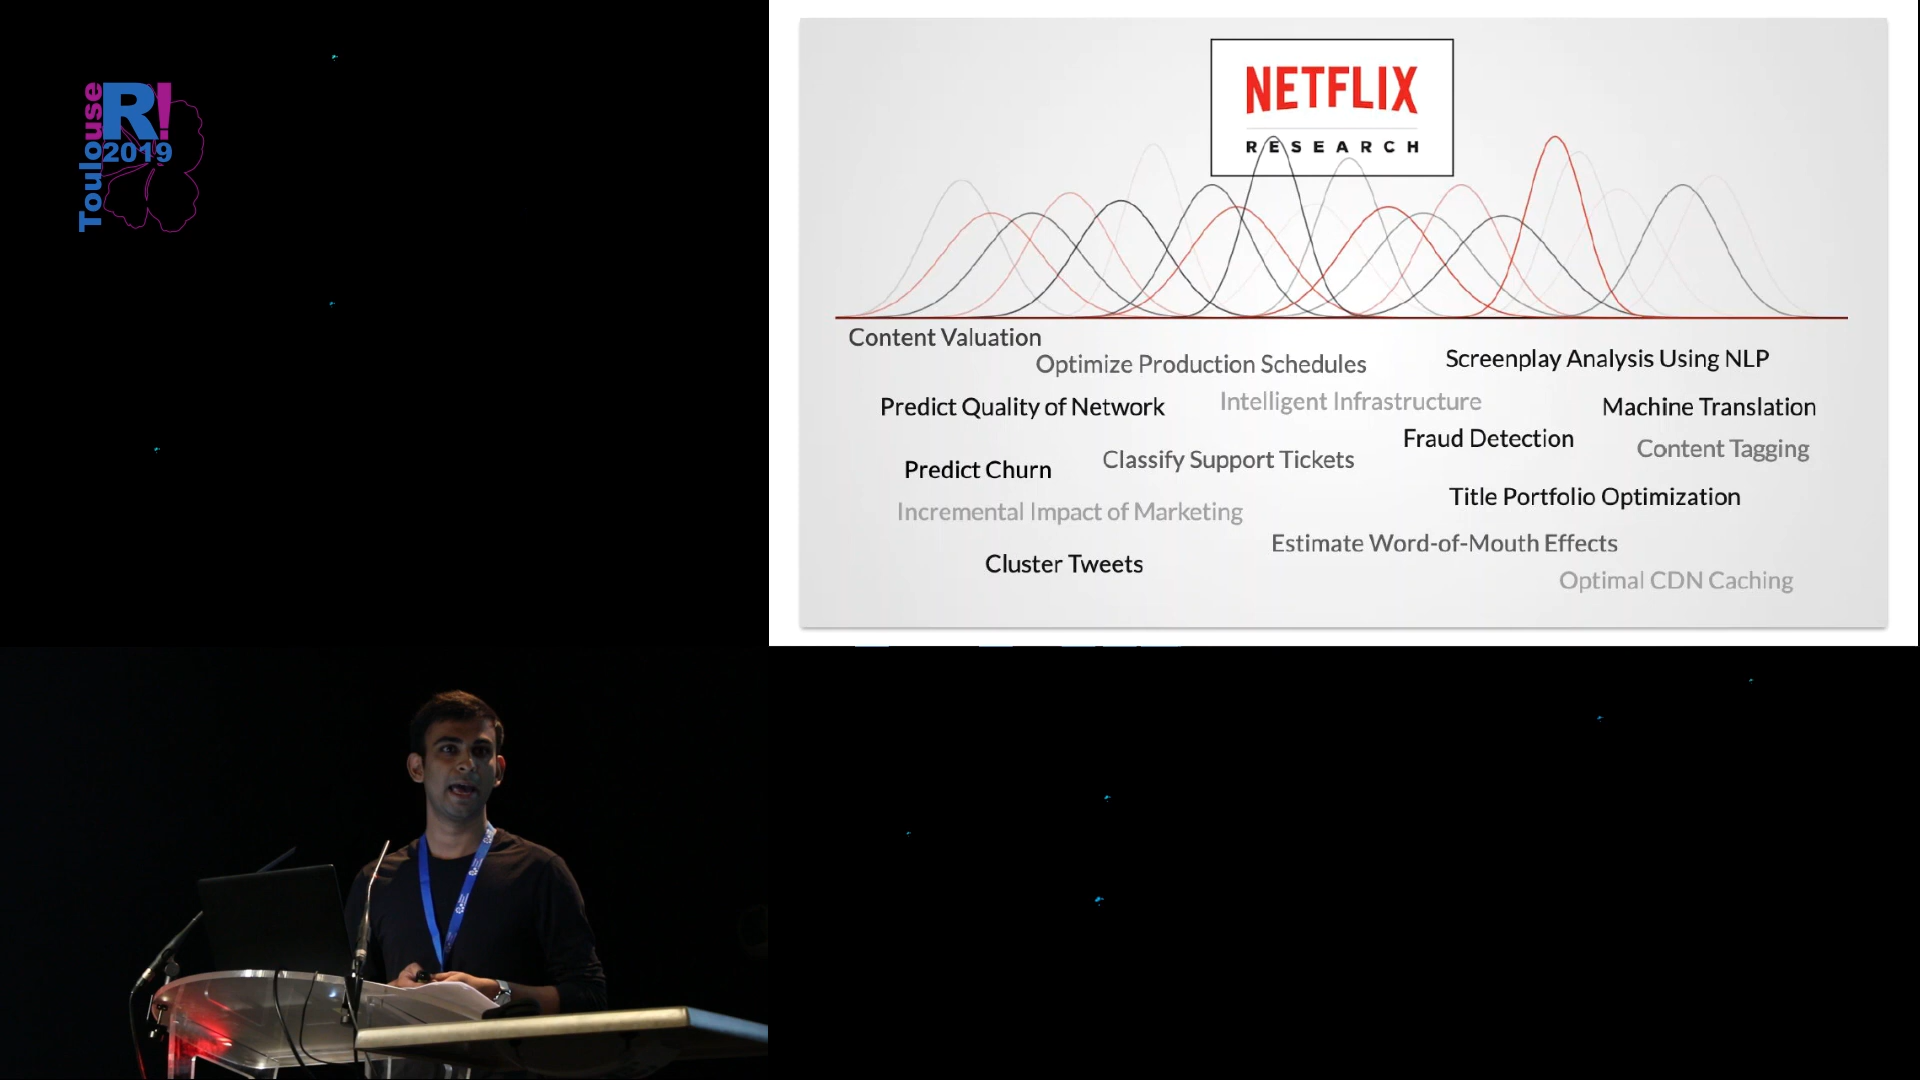 Toulouse
R!
2019
NETFLIX
RESEARCH
Content Valuation
Optimize Production Schedules
Screenplay Analysis Using NLP
Predict Quality of Network
Intelligent Infrastructure
Machine Translation
Fraud Detection
Content Tagging
Classify Support Tickets
Predict Churn
Title Portfolio Optimization
Incremental Impact of Marketing
Estimate Word-of-Mouth Effects
Cluster Tweets
Optimal CDN Caching